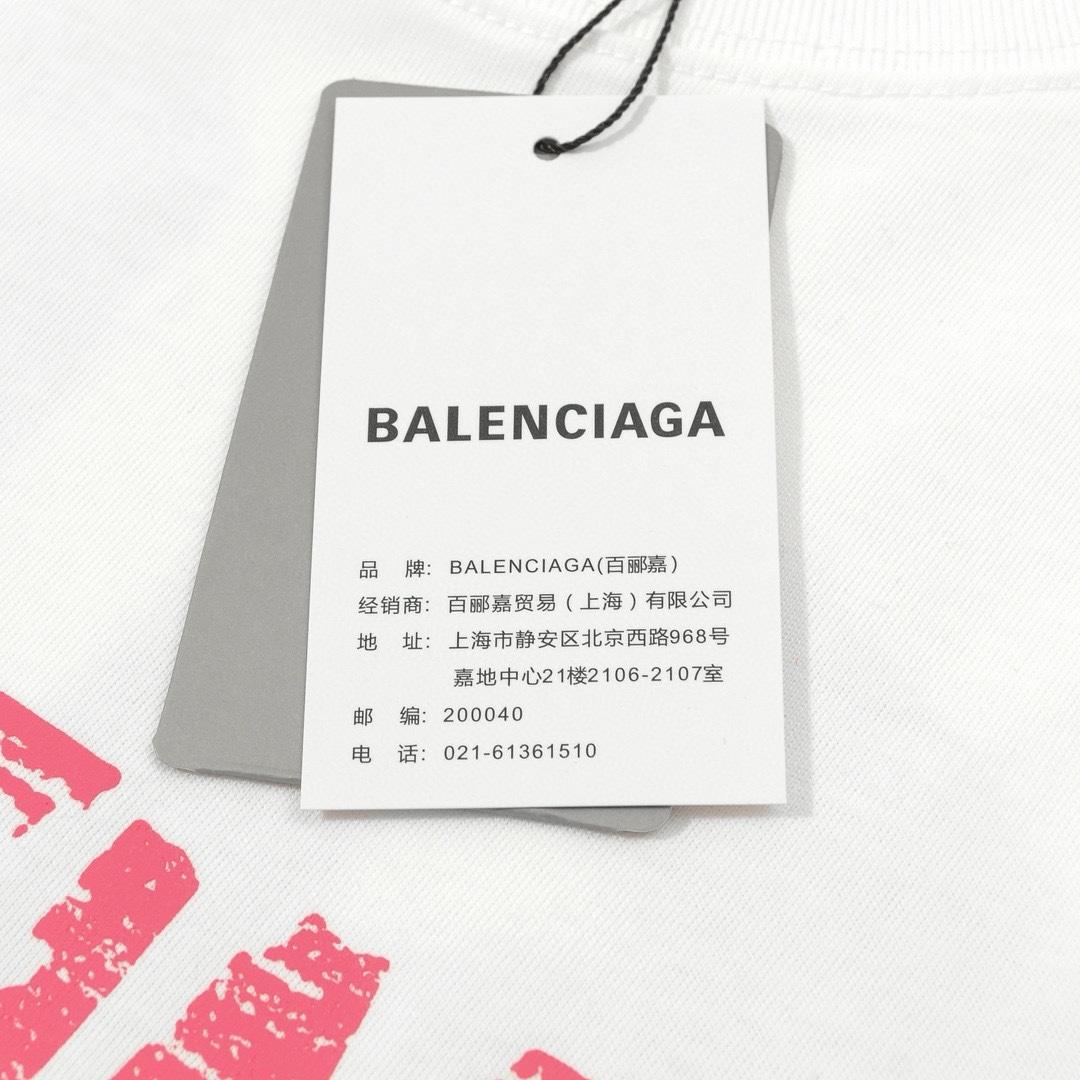 BALENCIAGA
品 牌: BALENCIAGA(百郦嘉)
经销商: 百郦嘉贸易(上海)有限公司
地 址: 上海市静安区北京西路968号
嘉地中心21楼2106-2107室
邮 编: 200040
电 话: 021-61361510